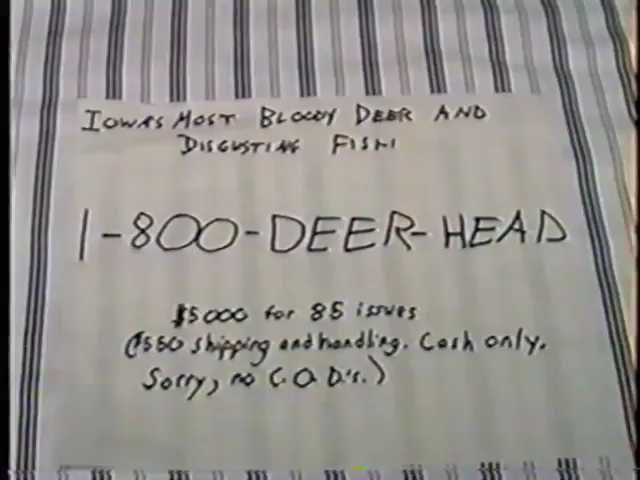 IOWAS MOST BLOODY DEER AND
DISGUSTING FISH!
1-800-DEER-HEAD
$5000 for 85 issues
($560 shipping and handling. Cash only.
Sorry, no C.O.D.'s.)